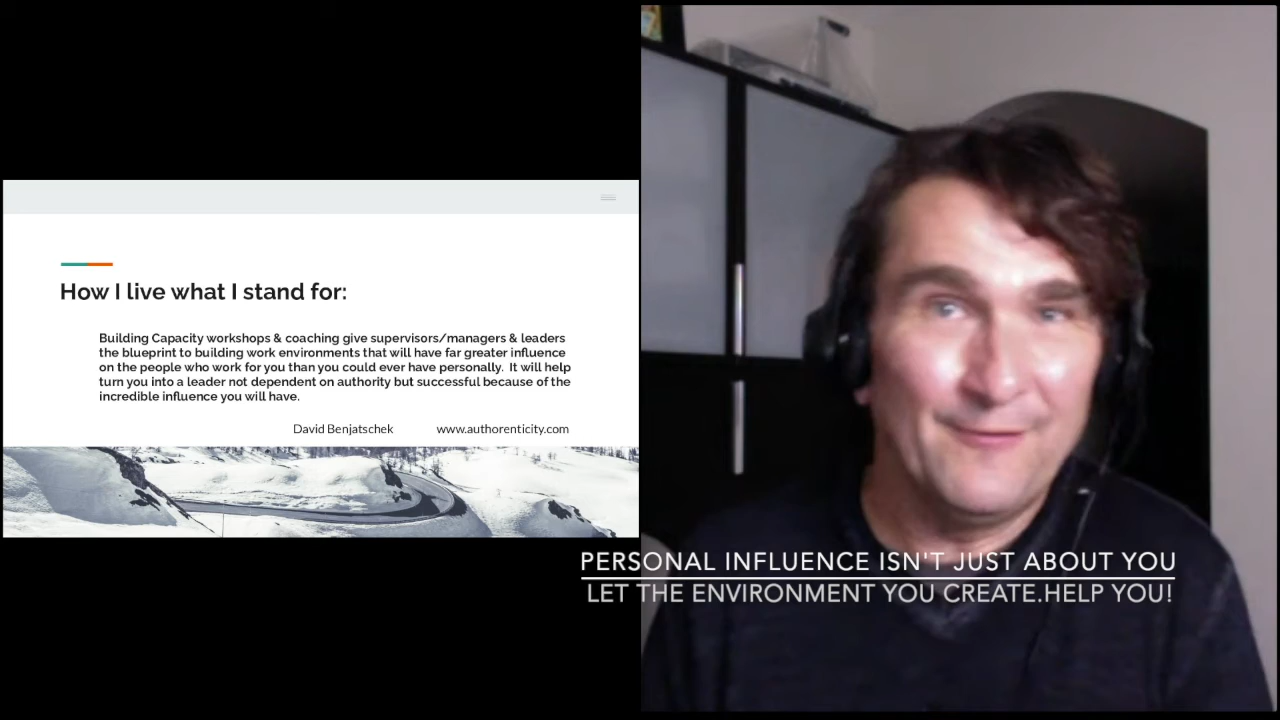 How I live what I stand for:
Building Capacity workshops & coaching give supervisors/managers & leaders
the blueprint to building work environments that will have far greater influence
on the people who work for you than you could ever have personally. It will help
turn you into a leader not dependent on authority but successful because of the
incredible influence you will have.
David Benjatschek www.authorenticity.com
PERSONAL INFLUENCE ISN'T JUST ABOUT YOU
LET THE ENVIRONMENT YOU CREATE.HELP YOU!